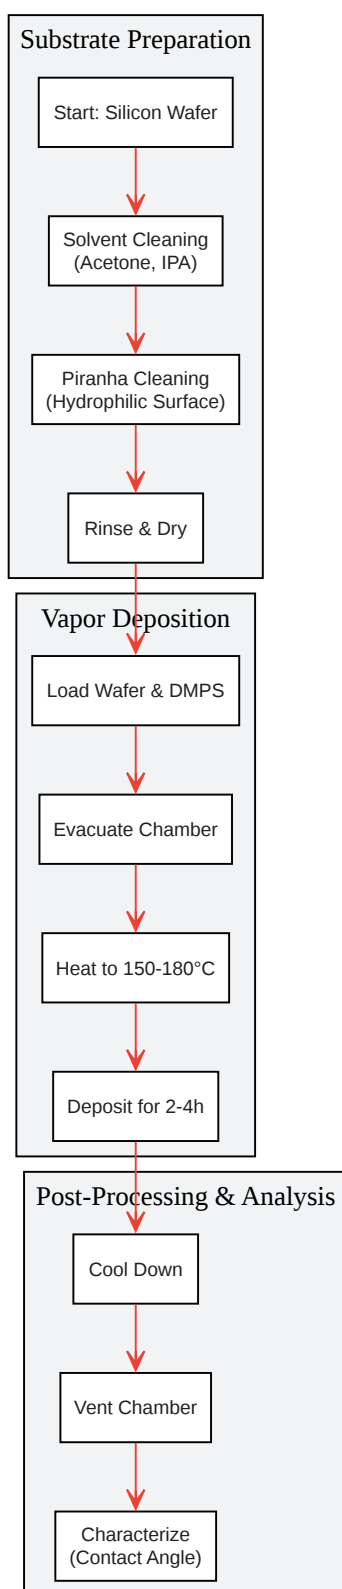 Substrate Preparation
Start: Silicon Wafer
Solvent Cleaning
(Acetone, IPA)
Piranha Cleaning
(Hydrophilic Surface)
Rinse & Dry
Vapor Deposition
Load Wafer & DMPS
Evacuate Chamber
Heat to 150-180°C
Deposit for 2-4h
Post-Processing & Analysis
Cool Down
Vent Chamber
Characterize
(Contact Angle)